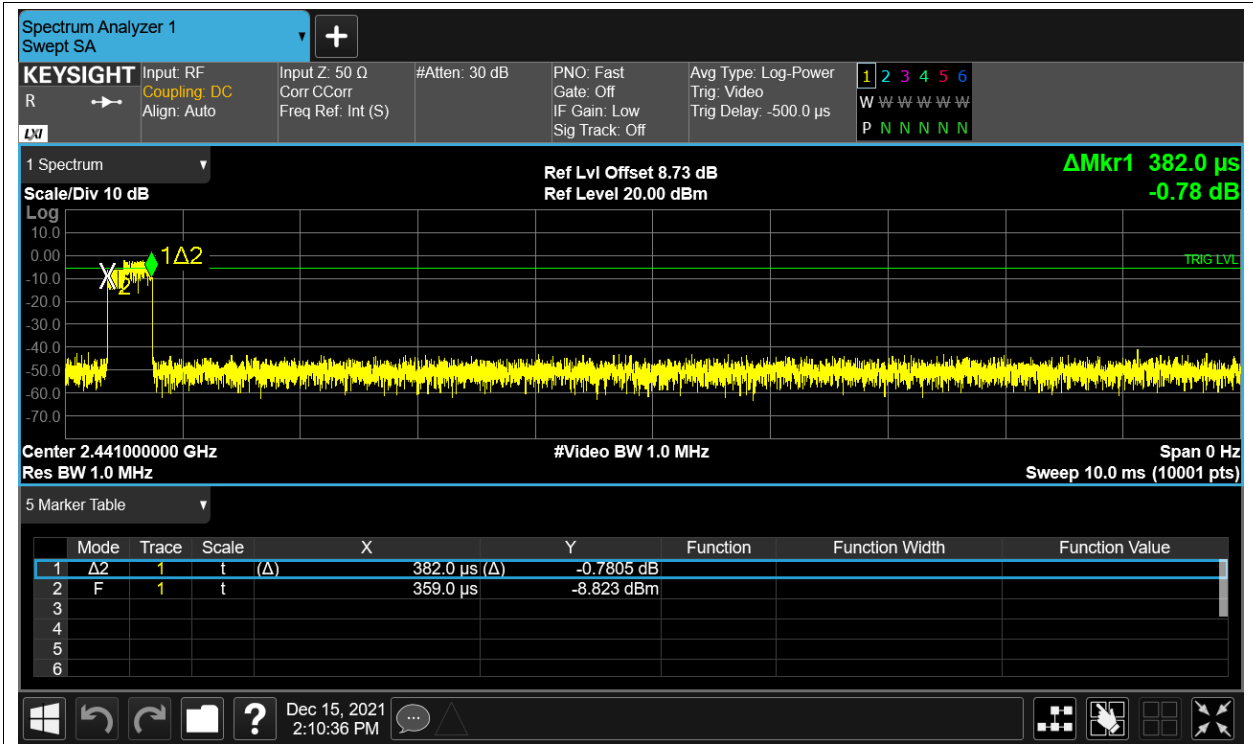 Spectrum Analyzer 1
Swept SA
+
KEYSIGHT Input: RF Input Z: 50 Ω #Atten: 30 dB PNO: Fast Avg Type: Log-Power 1 2 3 4 5 6
R Coupling: DC Corr CCorr Gate: Off Trig: Video W W W W W W
Align: Auto Freq Ref: Int (S) IF Gain: Low Trig Delay: -500.0 µs
LXI Sig Track: Off P N N N N N
1 Spectrum
Ref Lvl Offset 8.73 dB ΔMkr1 382.0 µs
Scale/Div 10 dB Ref Level 20.00 dBm -0.78 dB
Log
10.0
0.00 1Δ2 TRIG LVL
-10.0 X 2
-20.0
-30.0
-40.0
-50.0
-60.0
-70.0
Center 2.441000000 GHz #Video BW 1.0 MHz Span 0 Hz
Res BW 1.0 MHz Sweep 10.0 ms (10001 pts)
5 Marker Table
Mode Trace Scale X Y Function Function Width Function Value
1 Δ2 1 t (Δ) 382.0 µs (Δ) -0.7805 dB
2 F 1 t 359.0 µs -8.823 dBm
3
4
5
6
? Dec 15, 2021
2:10:36 PM